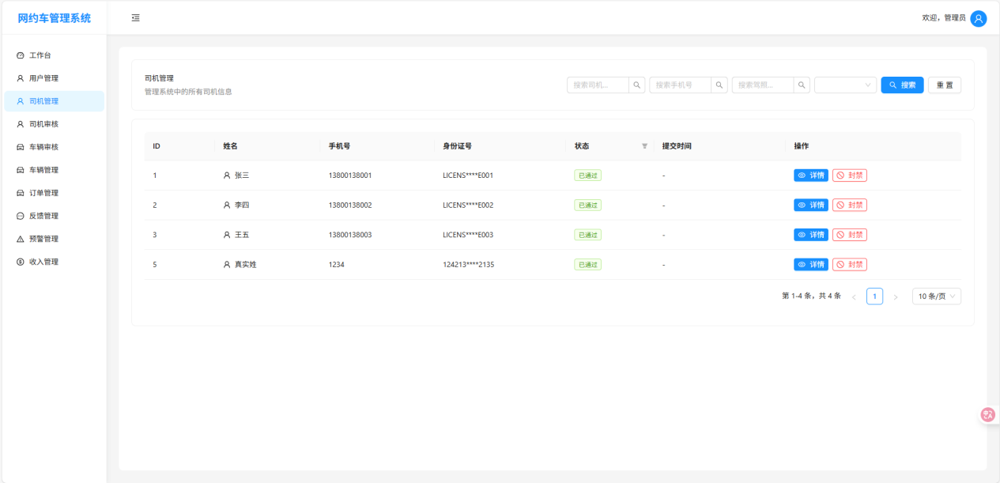 网约车管理系统
欢迎，管理员
工作台
用户管理
司机管理
司机审核
车辆审核
车辆管理
订单管理
反馈管理
预警管理
收入管理
司机管理
管理系统中的所有司机信息
搜索司机... 搜索手机号 搜索驾照... 搜索 重 置
ID 姓名 手机号 身份证号 状态 提交时间 操作
1 张三 13800138001 LICENS****E001 已通过 - 详情 封禁
2 李四 13800138002 LICENS****E002 已通过 - 详情 封禁
3 王五 13800138003 LICENS****E003 已通过 - 详情 封禁
5 真实姓 1234 124213****2135 已通过 - 详情 封禁
第 1-4 条，共 4 条 < 1 > 10 条/页